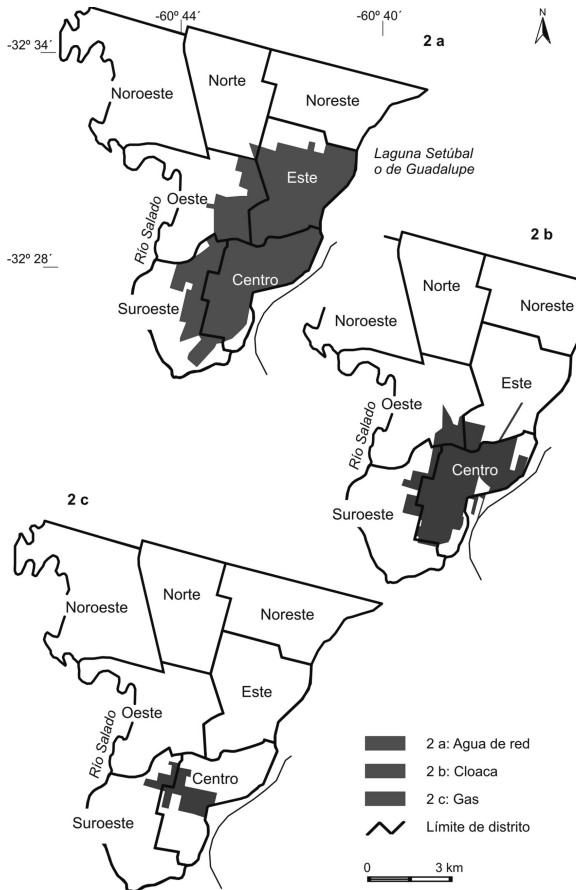 -60º 44´
-60º 40´
-32º 34´
2 a
N
Norte
Noroeste
Noreste
Laguna Setúbal
o de Guadalupe
Este
Oeste
Río Salado
2 b
-32º 28´
Centro
Suroeste
Norte
Noreste
Noroeste
Este
Oeste
Río Salado
Centro
Suroeste
2 c
Norte
Noroeste
Noreste
Este
Oeste
Río Salado
Centro
Suroeste
2 a: Agua de red
2 b: Cloaca
2 c: Gas
Límite de distrito
0 3 km